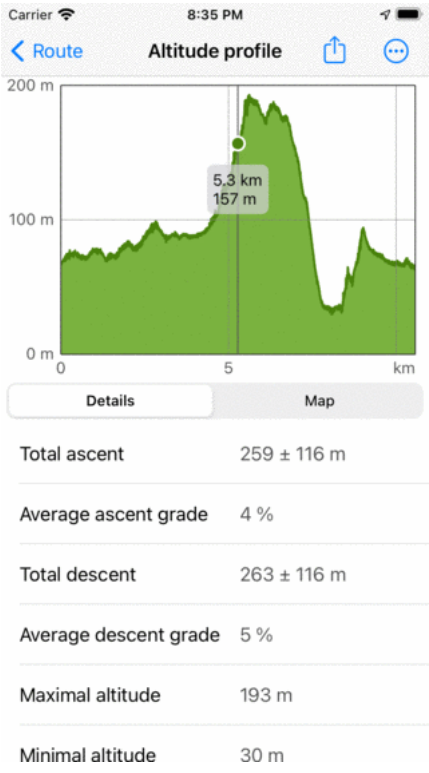 Carrier 8:35 PM
Route Altitude profile
200 m
5.3 km
157 m
100 m
0 m
0 5 km
Details Map
Total ascent 259 ± 116 m
Average ascent grade 4 %
Total descent 263 ± 116 m
Average descent grade 5 %
Maximal altitude 193 m
Minimal altitude 30 m